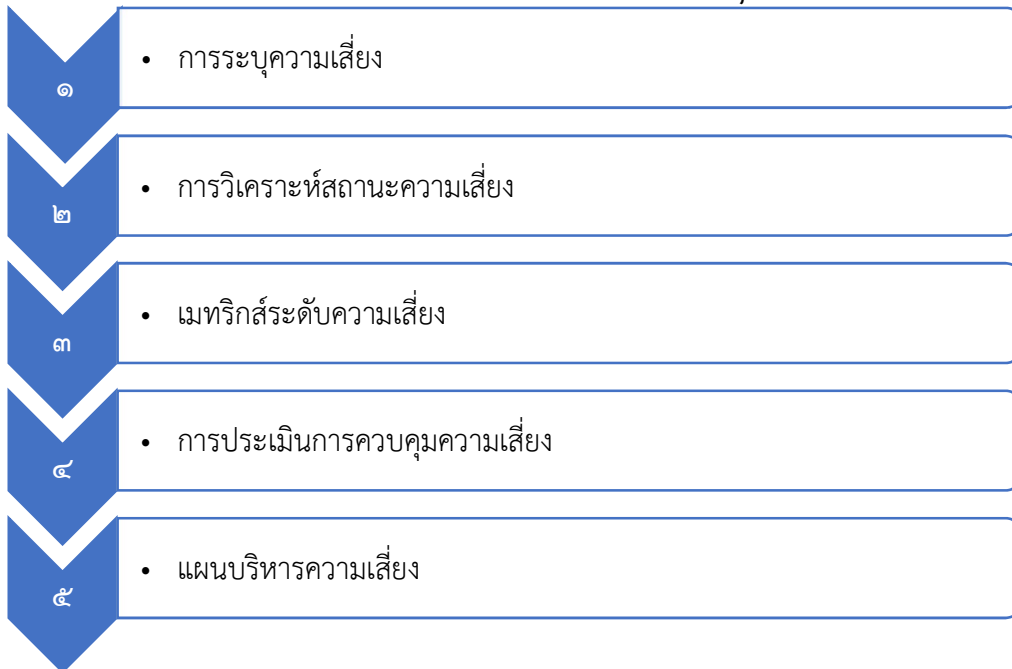 ๑
• การระบุความเสี่ยง
๒
• การวิเคราะห์สถานะความเสี่ยง
๓
• เมทริกส์ระดับความเสี่ยง
๔
• การประเมินการควบคุมความเสี่ยง
๕
• แผนบริหารความเสี่ยง